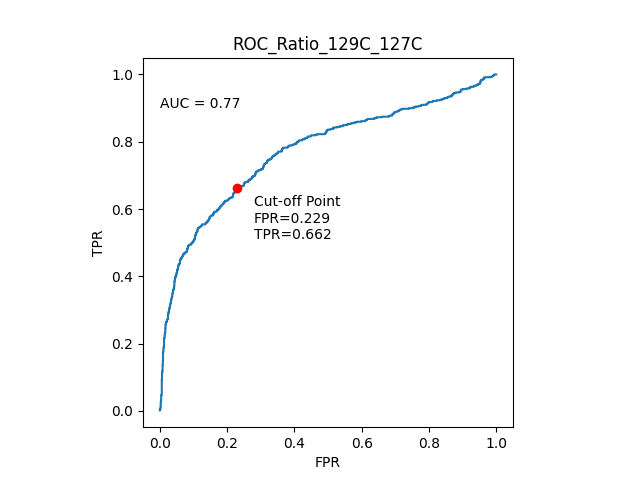 ROC_Ratio_129C_127C
AUC = 0.77
Cut-off Point
FPR=0.229
TPR=0.662
TPR
1.0
0.8
0.6
0.4
0.2
0.0
0.0 0.2 0.4 0.6 0.8 1.0
FPR